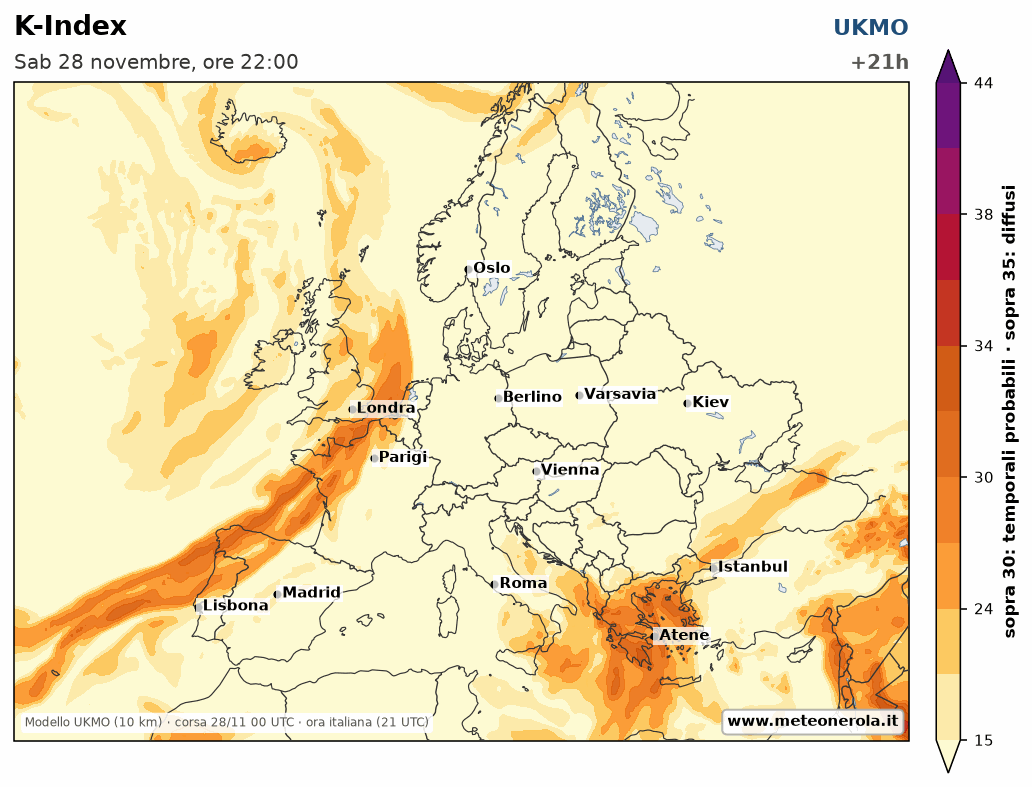 K-Index
UKMO
Sab 28 novembre, ore 22:00
+21h
Oslo
Londra
Berlino
Varsavia
Kiev
Parigi
Vienna
Roma
Istanbul
Madrid
Lisbona
Atene
Modello UKMO (10 km) · corsa 28/11 00 UTC · ora italiana (21 UTC)
www.meteonerola.it
44
38
34
30
24
15
sopra 30: temporali probabili · sopra 35: diffusi